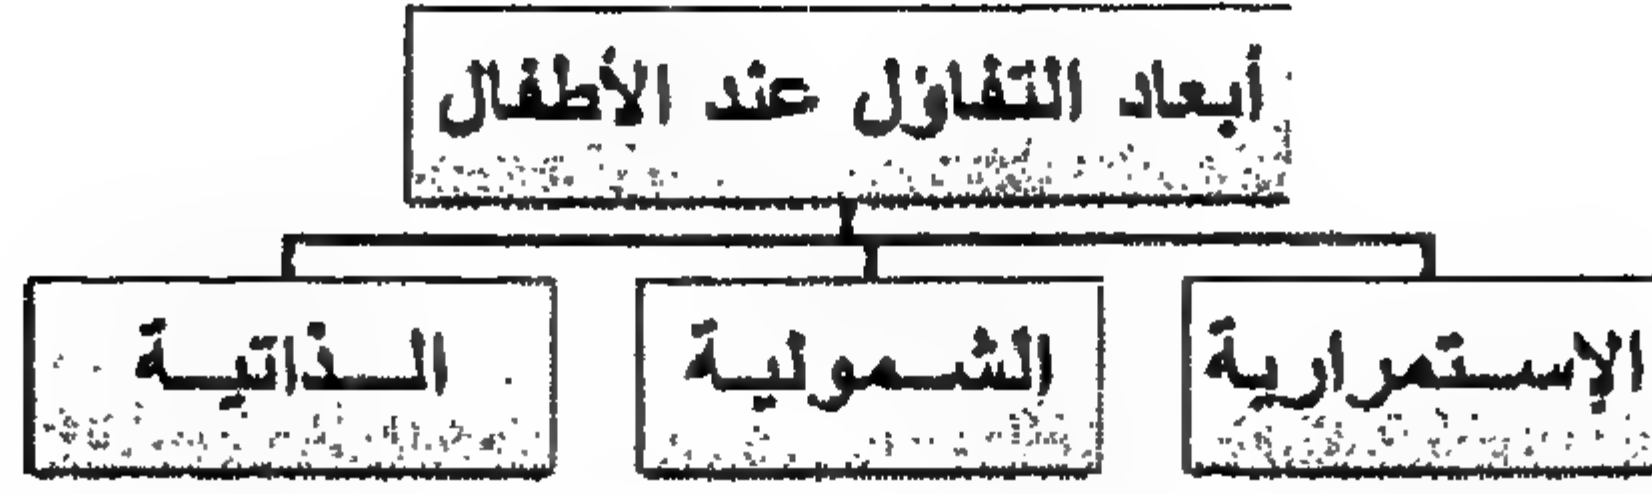 أبعاد التفاؤل عند الأطفال
الإستمرارية
الشمولية
الذاتية